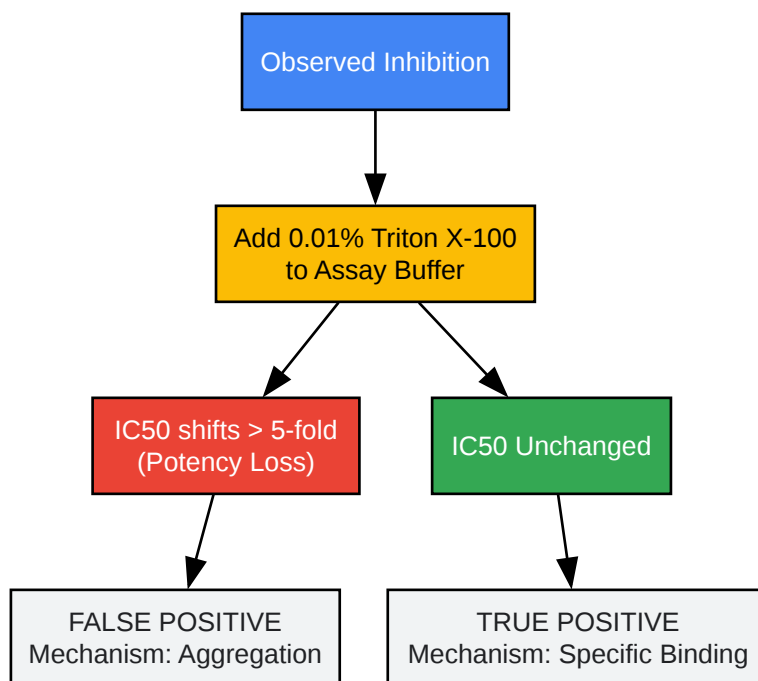 Observed Inhibition
Add 0.01% Triton X-100
to Assay Buffer
IC50 shifts > 5-fold
(Potency Loss)
IC50 Unchanged
FALSE POSITIVE
Mechanism: Aggregation
TRUE POSITIVE
Mechanism: Specific Binding